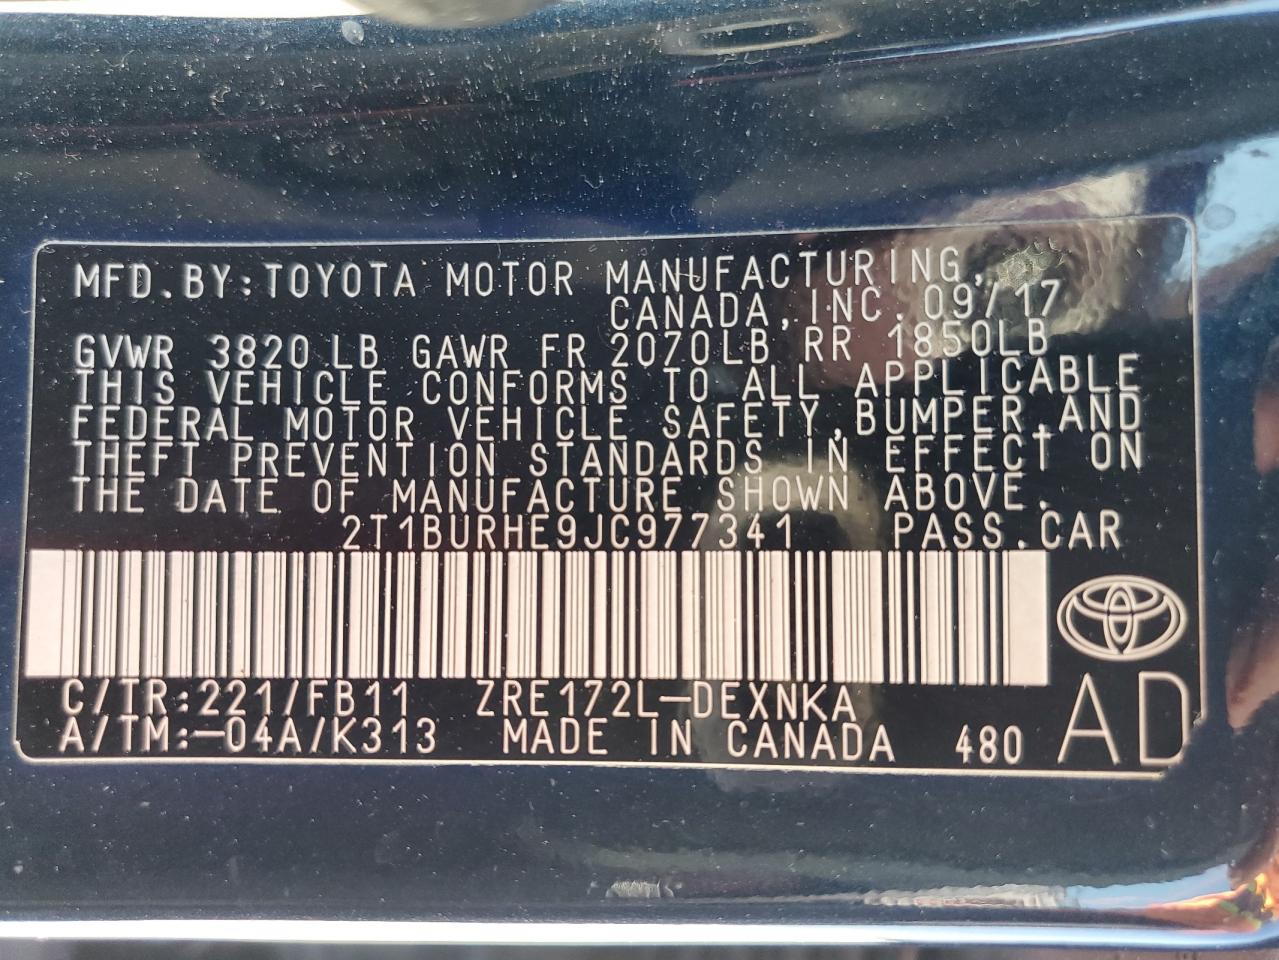 MFD.BY:TOYOTA MOTOR MANUFACTURING,
CANADA,INC.09/17
GVWR 3820LB GAWR FR 2070LB RR 1850LB
THIS VEHICLE CONFORMS TO ALL APPLICABLE
FEDERAL MOTOR VEHICLE SAFETY,BUMPER,AND
THEFT PREVENTION STANDARDS IN EFFECT ON
THE DATE OF MANUFACTURE SHOWN ABOVE.
2T1BURHE9JC977341 PASS.CAR
C/TR:221/FB11 ZRE172L-DEXNKA
A/TM:-04A/K313 MADE IN CANADA 480 AD